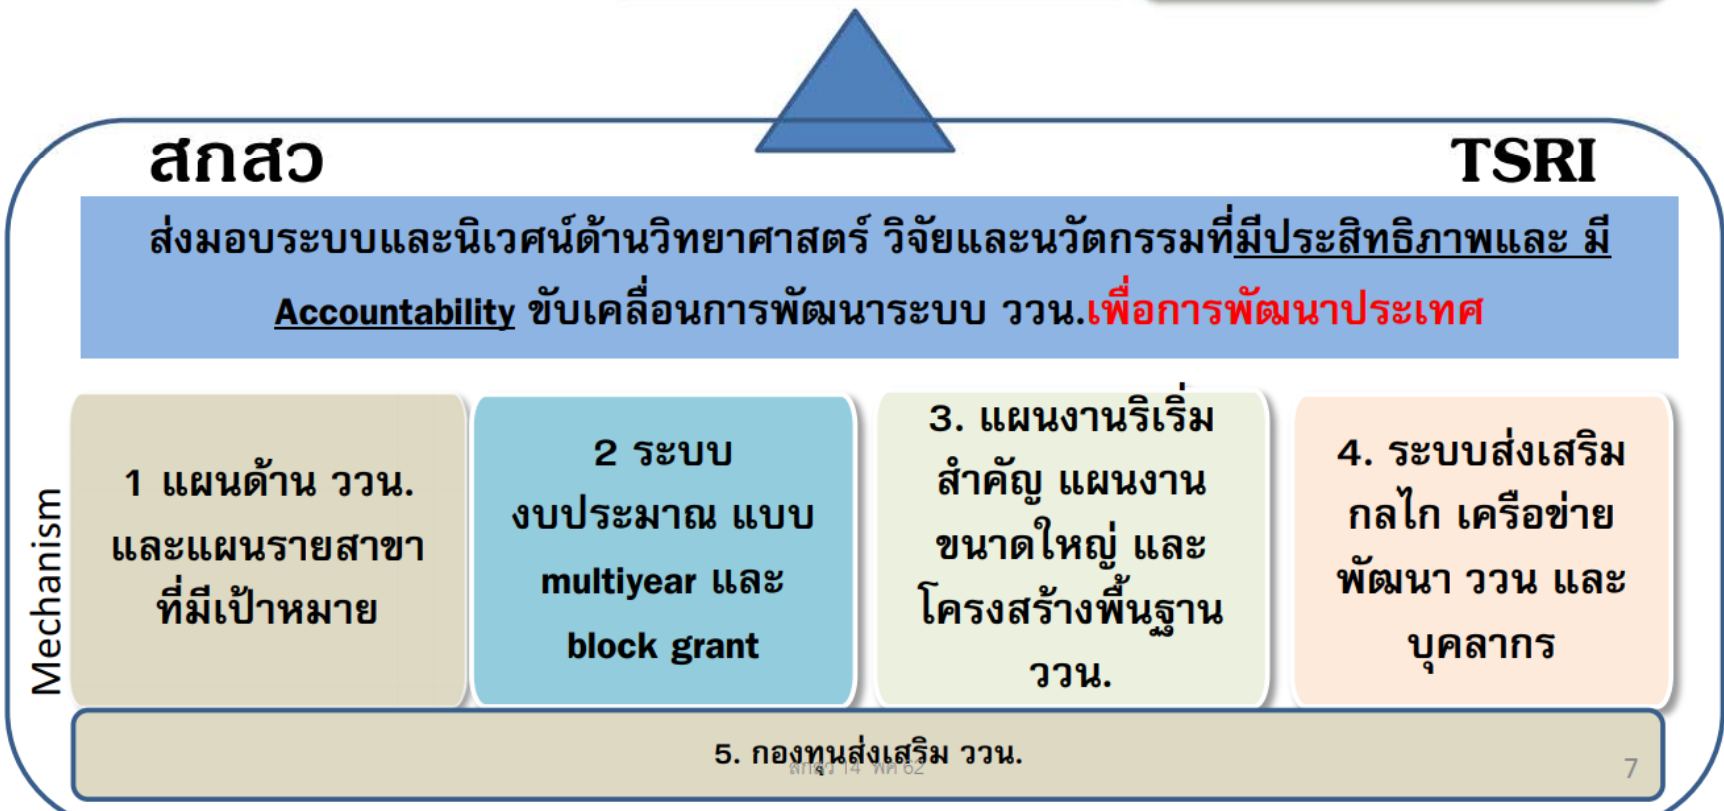 สกสว
TSRI
ส่งมอบระบบและนิเวศน์ด้านวิทยาศาสตร์ วิจัยและนวัตกรรมที่มีประสิทธิภาพและ มี
Accountability ขับเคลื่อนการพัฒนาระบบ ววน.เพื่อการพัฒนาประเทศ
Mechanism
1 แผนด้าน ววน.
และแผนรายสาขา
ที่มีเป้าหมาย
2 ระบบ
งบประมาณ แบบ
multiyear และ
block grant
3. แผนงานริเริ่ม
สำคัญ แผนงาน
ขนาดใหญ่ และ
โครงสร้างพื้นฐาน
ววน.
4. ระบบส่งเสริม
กลไก เครือข่าย
พัฒนา ววน และ
บุคลากร
5. กองทุนส่งเสริม ววน.
สกสว 14 พค 62
7